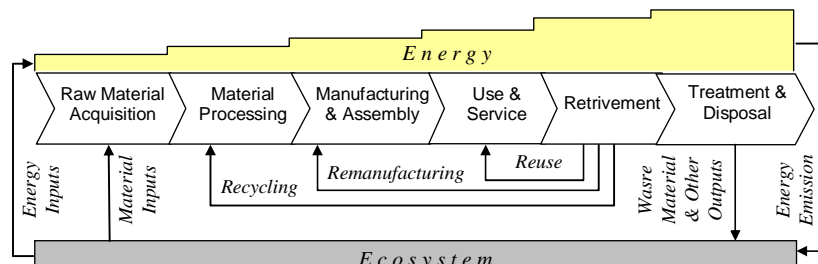 Energy
Raw Material
Acquisition
Material
Processing
Manufacturing
& Assembly
Use &
Service
Retrivement
Treatment &
Disposal
Reuse
Remanufacturing
Recycling
Energy
Inputs
Material
Inputs
Wasre
Material
& Other
Outputs
Energy
Emission
Ecosystem